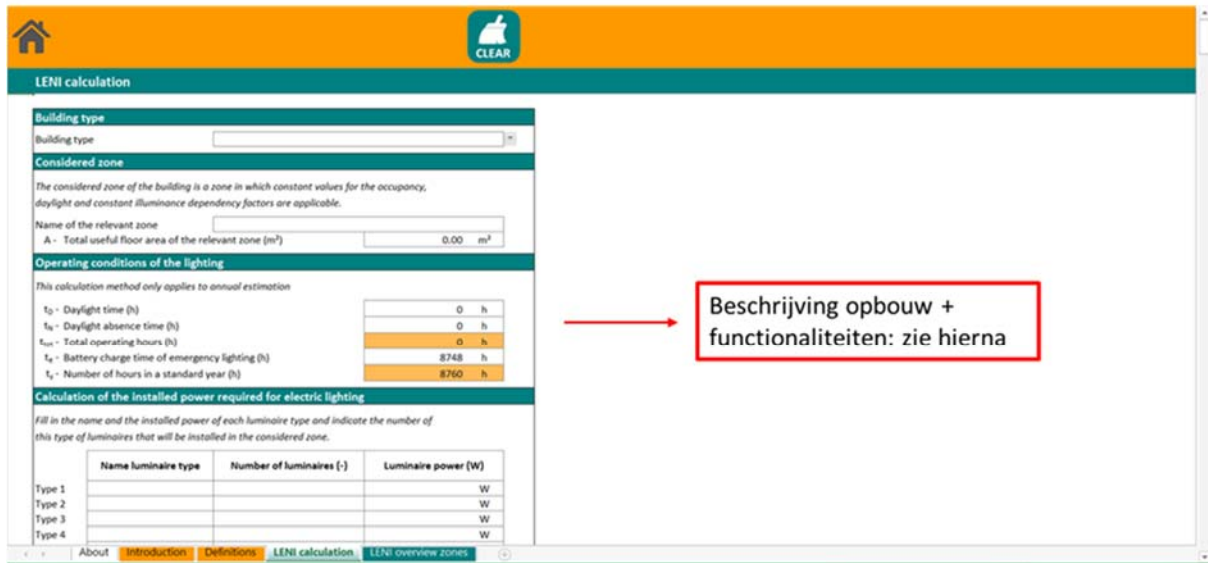 CLEAR
LENI calculation
Building type
Building type
Considered zone
The considered zone of the building is a zone in which constant values for the occupancy,
daylight and constant illuminance dependency factors are applicable.
Name of the relevant zone
A - Total useful floor area of the relevant zone (m²) 0.00 m²
Operating conditions of the lighting
This calculation method only applies to annual estimation
tD - Daylight time (h) 0 h
tN - Daylight absence time (h) 0 h
ttot - Total operating hours (h) 0 h
te - Battery charge time of emergency lighting (h) 8748 h
ty - Number of hours in a standard year (h) 8760 h
Calculation of the installed power required for electric lighting
Fill in the name and the installed power of each luminaire type and indicate the number of
this type of luminaires that will be installed in the considered zone.
Name luminaire type Number of luminaires (-) Luminaire power (W)
Type 1 W
Type 2 W
Type 3 W
Type 4 W
About Introduction Definitions LENI calculation LENI overview zones
Beschrijving opbouw +
functionaliteiten: zie hierna